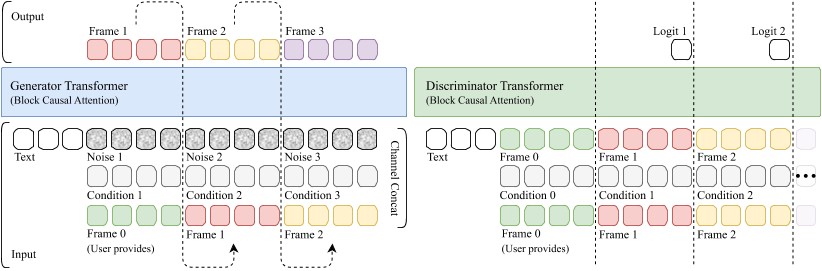 Output
Frame 1
Frame 2
Frame 3
Generator Transformer
(Block Causal Attention)
Text
Noise 1
Noise 2
Noise 3
Condition 1
Condition 2
Condition 3
Frame 0
(User provides)
Frame 1
Frame 2
Channel Concat
Input
Logit 1
Logit 2
Discriminator Transformer
(Block Causal Attention)
Text
Frame 0
Frame 1
Frame 2
Condition 0
Condition 1
Condition 2
Frame 0
(User provides)
Frame 1
Frame 2